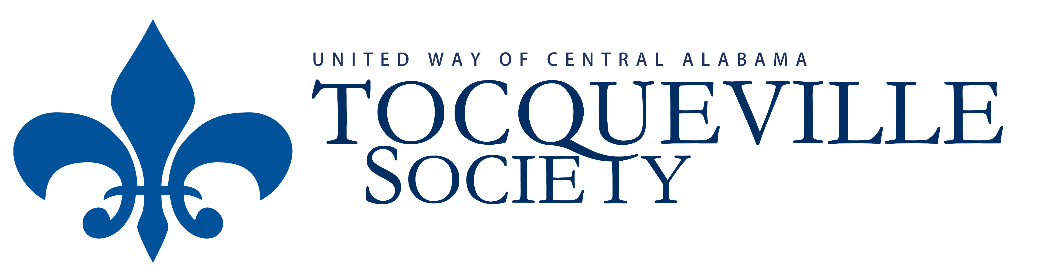 UNITED WAY OF CENTRAL ALABAMA
TOCQUEVILLE
SOCIETY